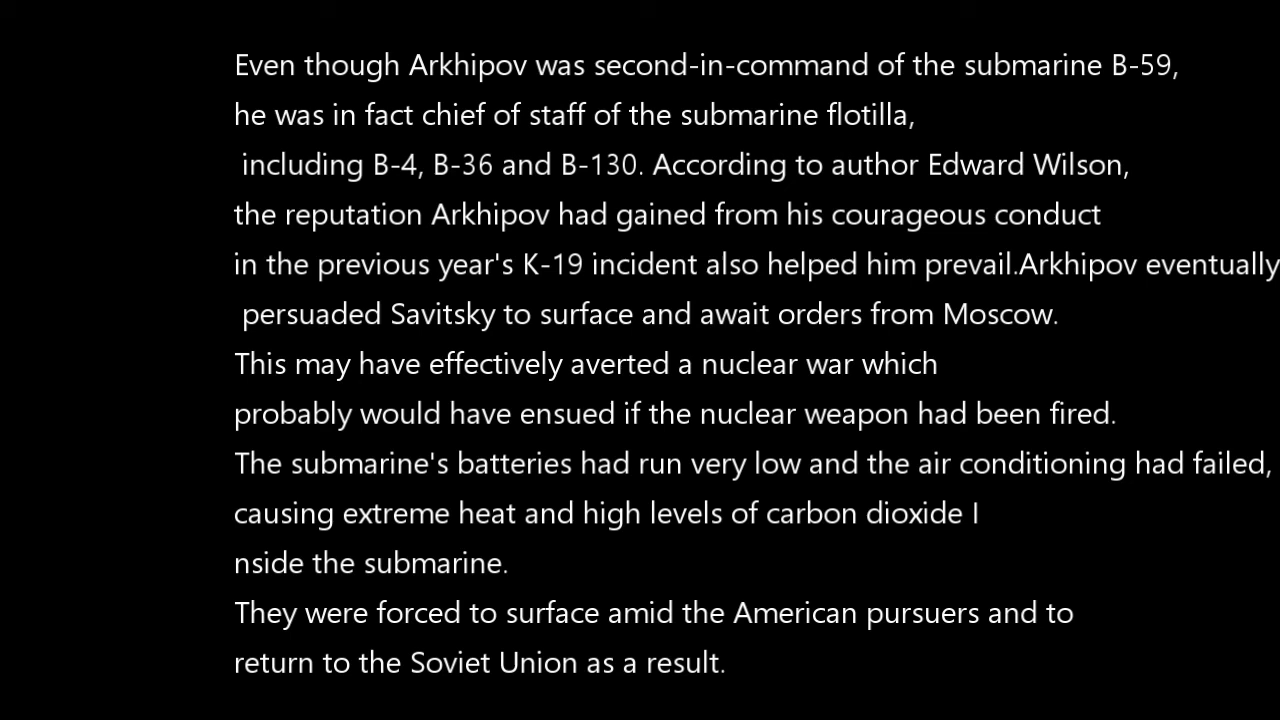 Even though Arkhipov was second-in-command of the submarine B-59,
he was in fact chief of staff of the submarine flotilla,
including B-4, B-36 and B-130. According to author Edward Wilson,
the reputation Arkhipov had gained from his courageous conduct
in the previous year's K-19 incident also helped him prevail.Arkhipov eventually
persuaded Savitsky to surface and await orders from Moscow.
This may have effectively averted a nuclear war which
probably would have ensued if the nuclear weapon had been fired.
The submarine's batteries had run very low and the air conditioning had failed,
causing extreme heat and high levels of carbon dioxide I
nside the submarine.
They were forced to surface amid the American pursuers and to
return to the Soviet Union as a result.